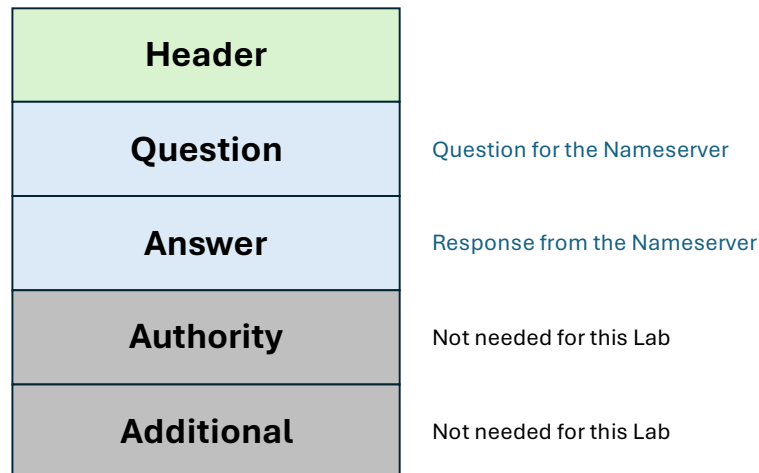 Header
Question
Question for the Nameserver
Answer
Response from the Nameserver
Authority
Not needed for this Lab
Additional
Not needed for this Lab